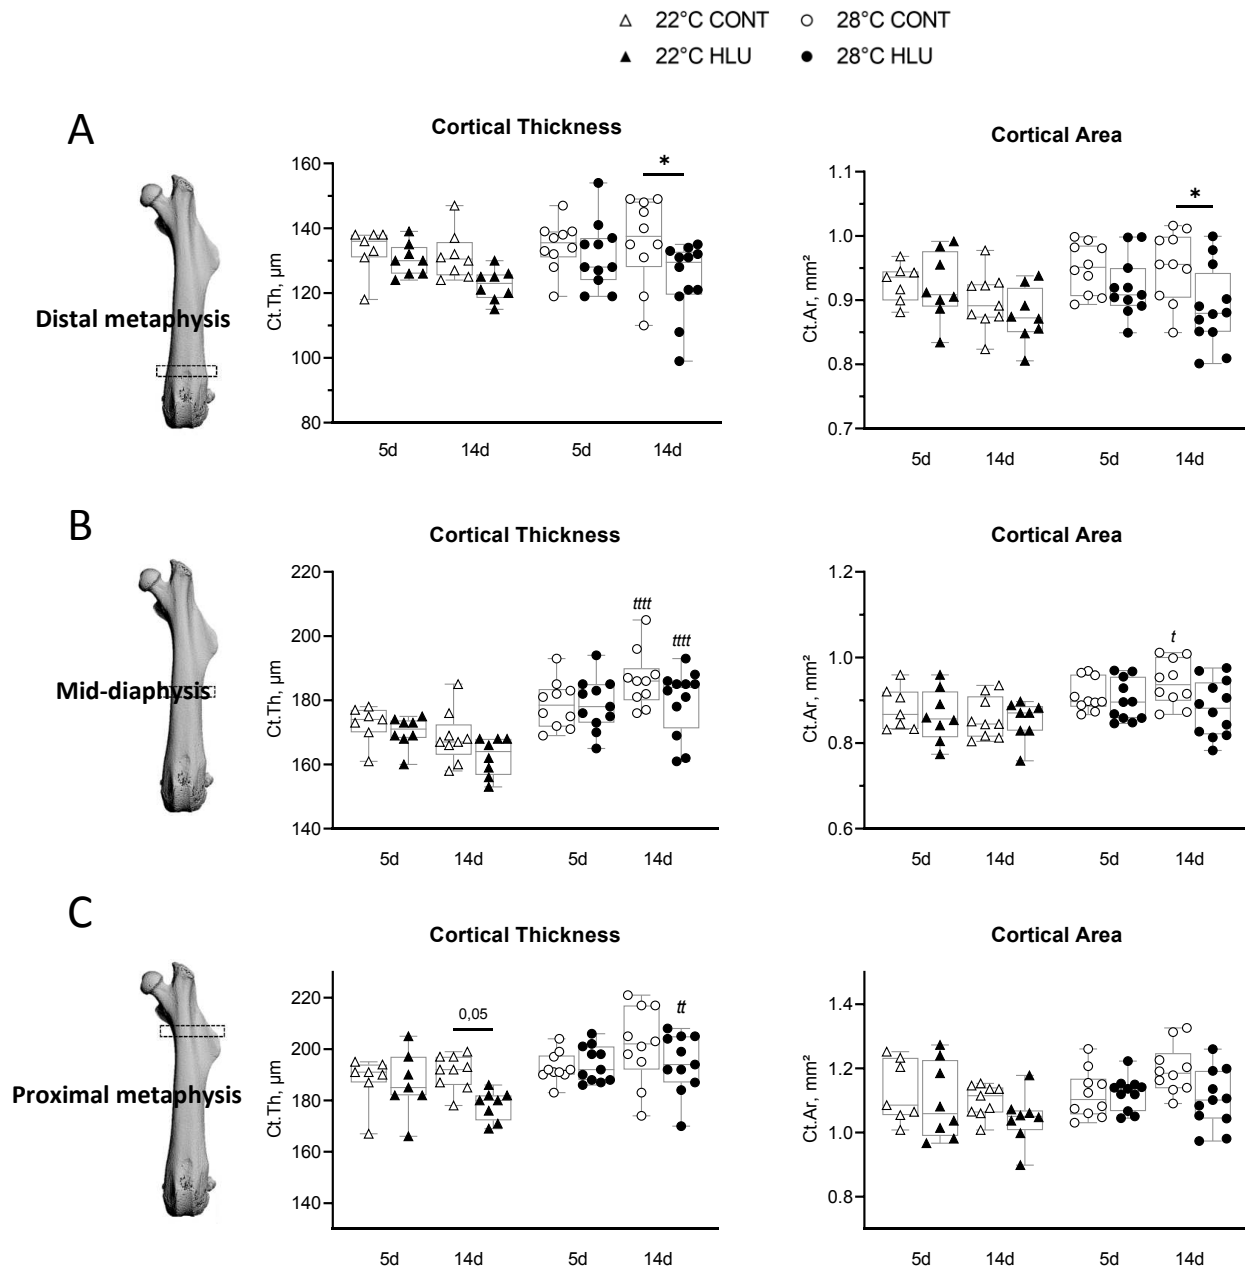 22°C CONT 28°C CONT
22°C HLU 28°C HLU
A
Cortical Thickness
Cortical Area
Distal metaphysis
Ct.Th, µm
160
140
120
100
80
*
5d 14d 5d 14d
Ct.Ar, mm²
1.1
1.0
0.9
0.8
0.7
*
5d 14d 5d 14d
B
Cortical Thickness
Cortical Area
Mid-diaphysis
Ct.Th, µm
220
200
180
160
140
tttt
tttt
5d 14d 5d 14d
Ct.Ar, mm²
1.2
1.0
0.8
0.6
t
5d 14d 5d 14d
C
Cortical Thickness
Cortical Area
Proximal metaphysis
Ct.Th, µm
220
200
180
160
140
0,05
tt
5d 14d 5d 14d
Ct.Ar, mm²
1.4
1.2
1.0
0.8
5d 14d 5d 14d